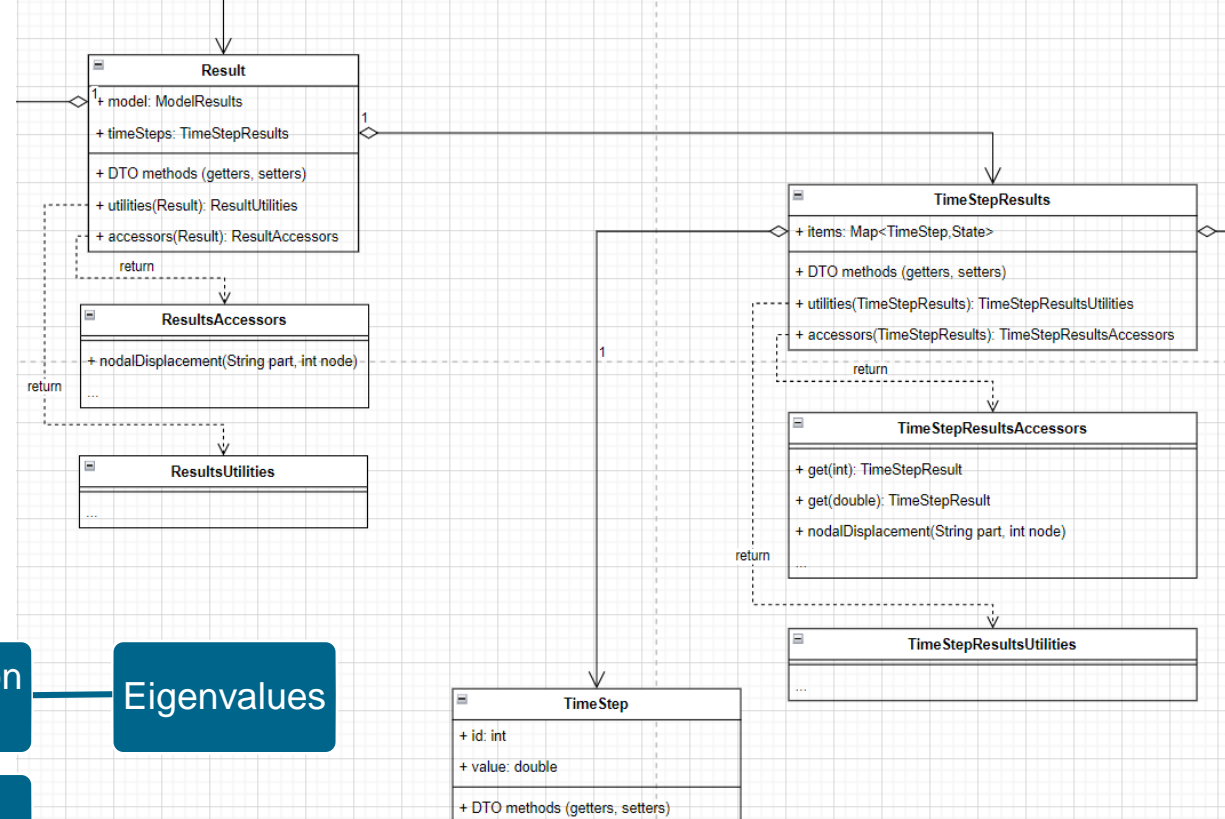 Result
1
+ model: ModelResults
+ timeSteps: TimeStepResults
1
+ DTO methods (getters, setters)
+ utilities(Result): ResultUtilities
+ accessors(Result): ResultAccessors
return
ResultsAccessors
+ nodalDisplacement(String part, int node)
...
return
ResultsUtilities
...
TimeStepResults
+ items: Map<TimeStep,State>
+ DTO methods (getters, setters)
+ utilities(TimeStepResults): TimeStepResultsUtilities
+ accessors(TimeStepResults): TimeStepResultsAccessors
1
return
TimeStepResultsAccessors
+ get(int): TimeStepResult
+ get(double): TimeStepResult
+ nodalDisplacement(String part, int node)
...
return
TimeStepResultsUtilities
...
Eigenvalues
TimeStep
+ id: int
+ value: double
+ DTO methods (getters, setters)